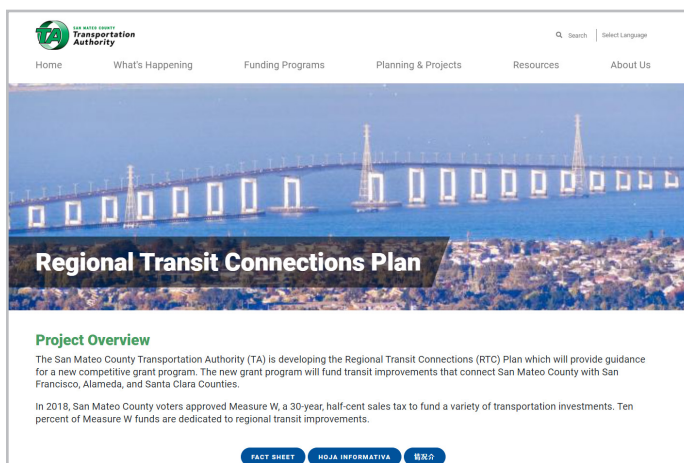 SAN MATEO COUNTY
Transportation
Authority
Search
Select Language
Home
What's Happening
Funding Programs
Planning & Projects
Resources
About Us
Regional Transit Connections Plan
Project Overview
The San Mateo County Transportation Authority (TA) is developing the Regional Transit Connections (RTC) Plan which will provide guidance
for a new competitive grant program. The new grant program will fund transit improvements that connect San Mateo County with San
Francisco, Alameda, and Santa Clara Counties.
In 2018, San Mateo County voters approved Measure W, a 30-year, half-cent sales tax to fund a variety of transportation investments. Ten
percent of Measure W funds are dedicated to regional transit improvements.
FACT SHEET
HOJA INFORMATIVA
情況介